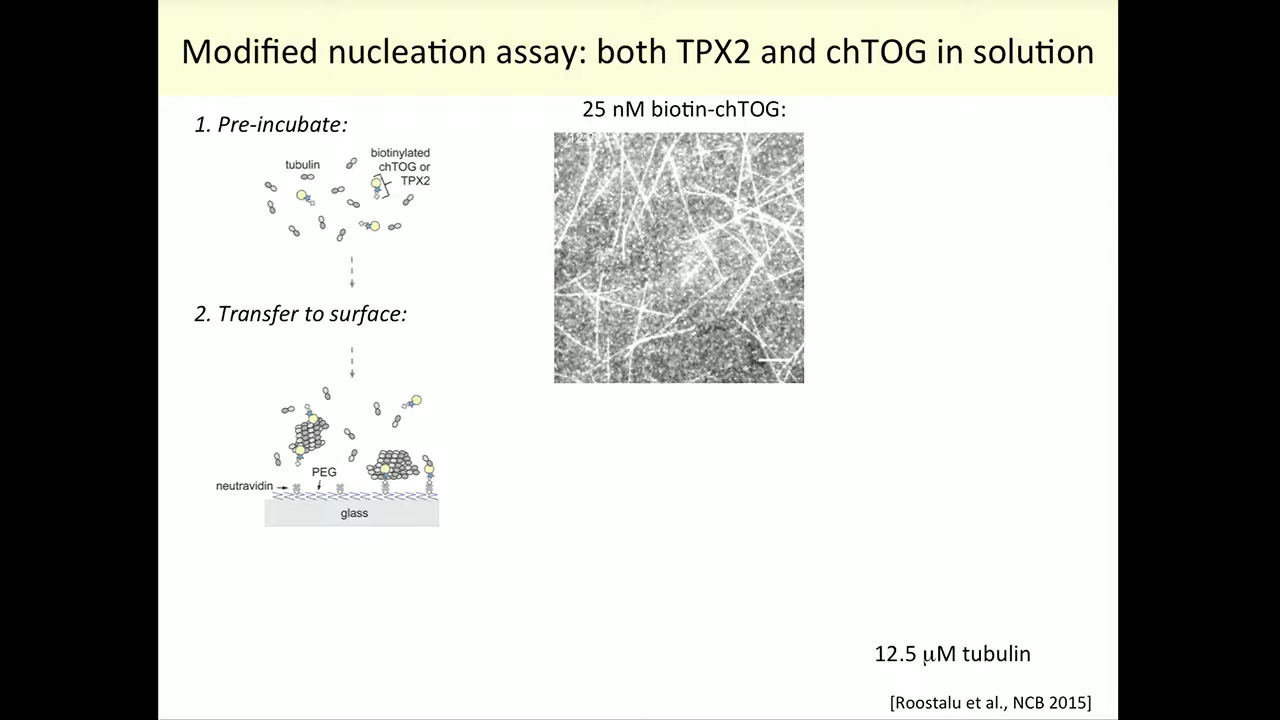 Modified nucleation assay: both TPX2 and chTOG in solution
1. Pre-incubate:
tubulin
biotinylated
chTOG or
TPX2
2. Transfer to surface:
neutravidin
PEG
glass
25 nM biotin-chTOG:
12.5 μM tubulin
[Roostalu et al., NCB 2015]